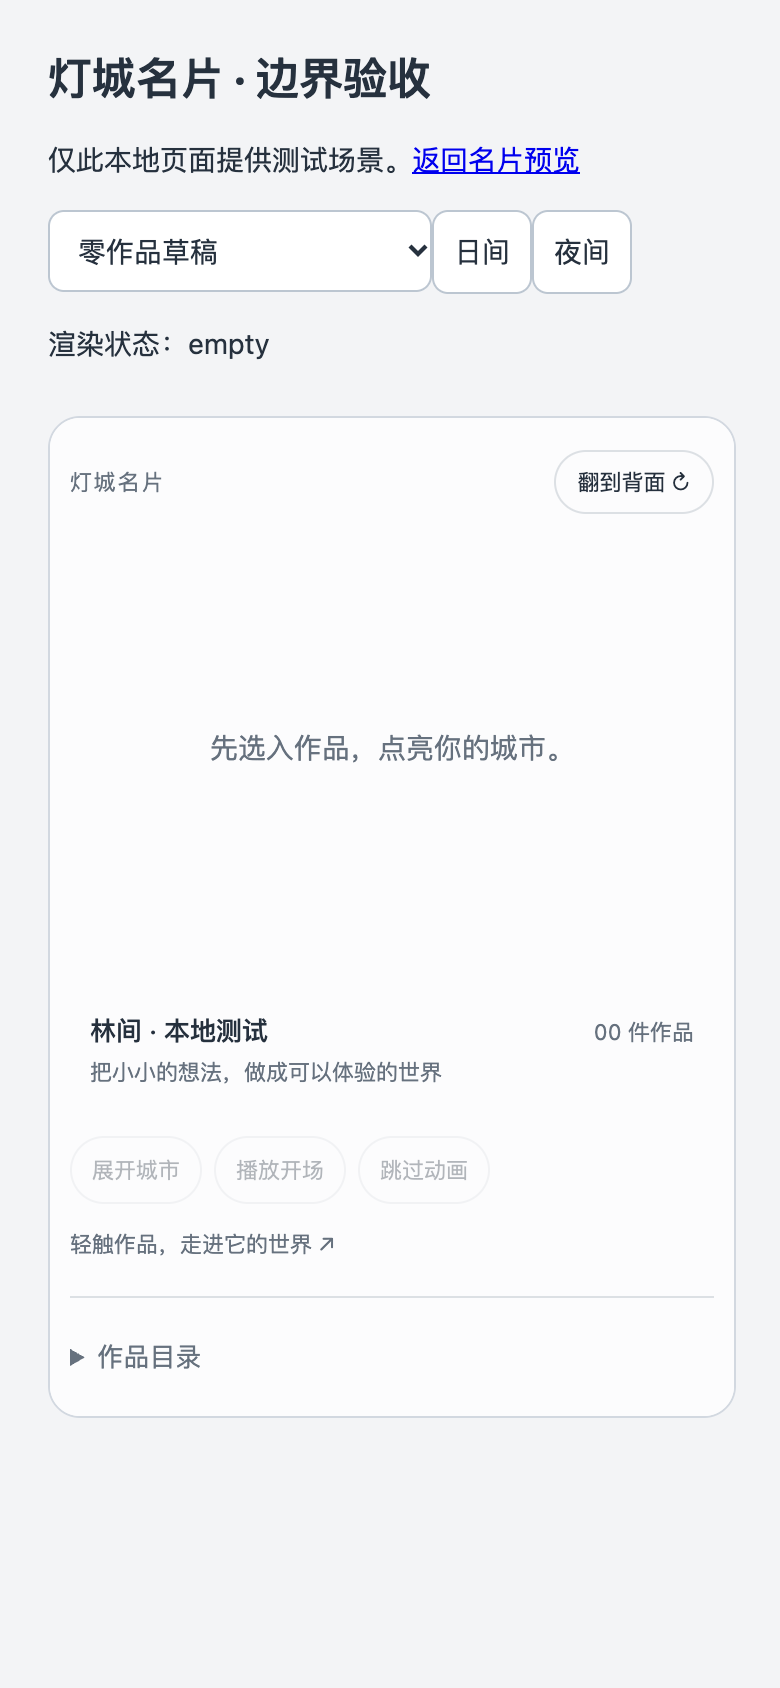 灯城名片 · 边界验收
仅此本地页面提供测试场景。返回名片预览
零作品草稿 日间 夜间
渲染状态：empty
灯城名片 翻到背面 ↻
先选入作品，点亮你的城市。
林间 · 本地测试 00 件作品
把小小的想法，做成可以体验的世界
展开城市 播放开场 跳过动画
轻触作品，走进它的世界 ↗
▶ 作品目录